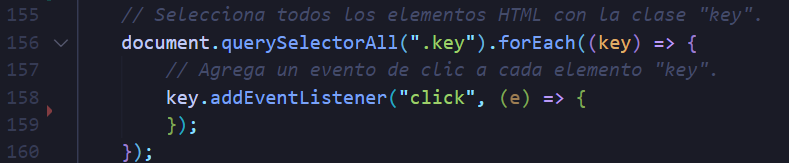 155 // Selecciona todos los elementos HTML con la clase "key".
156 document.querySelectorAll(".key").forEach((key) => {
157 // Agrega un evento de clic a cada elemento "key".
158 key.addEventListener("click", (e) => {
159 });
160 });